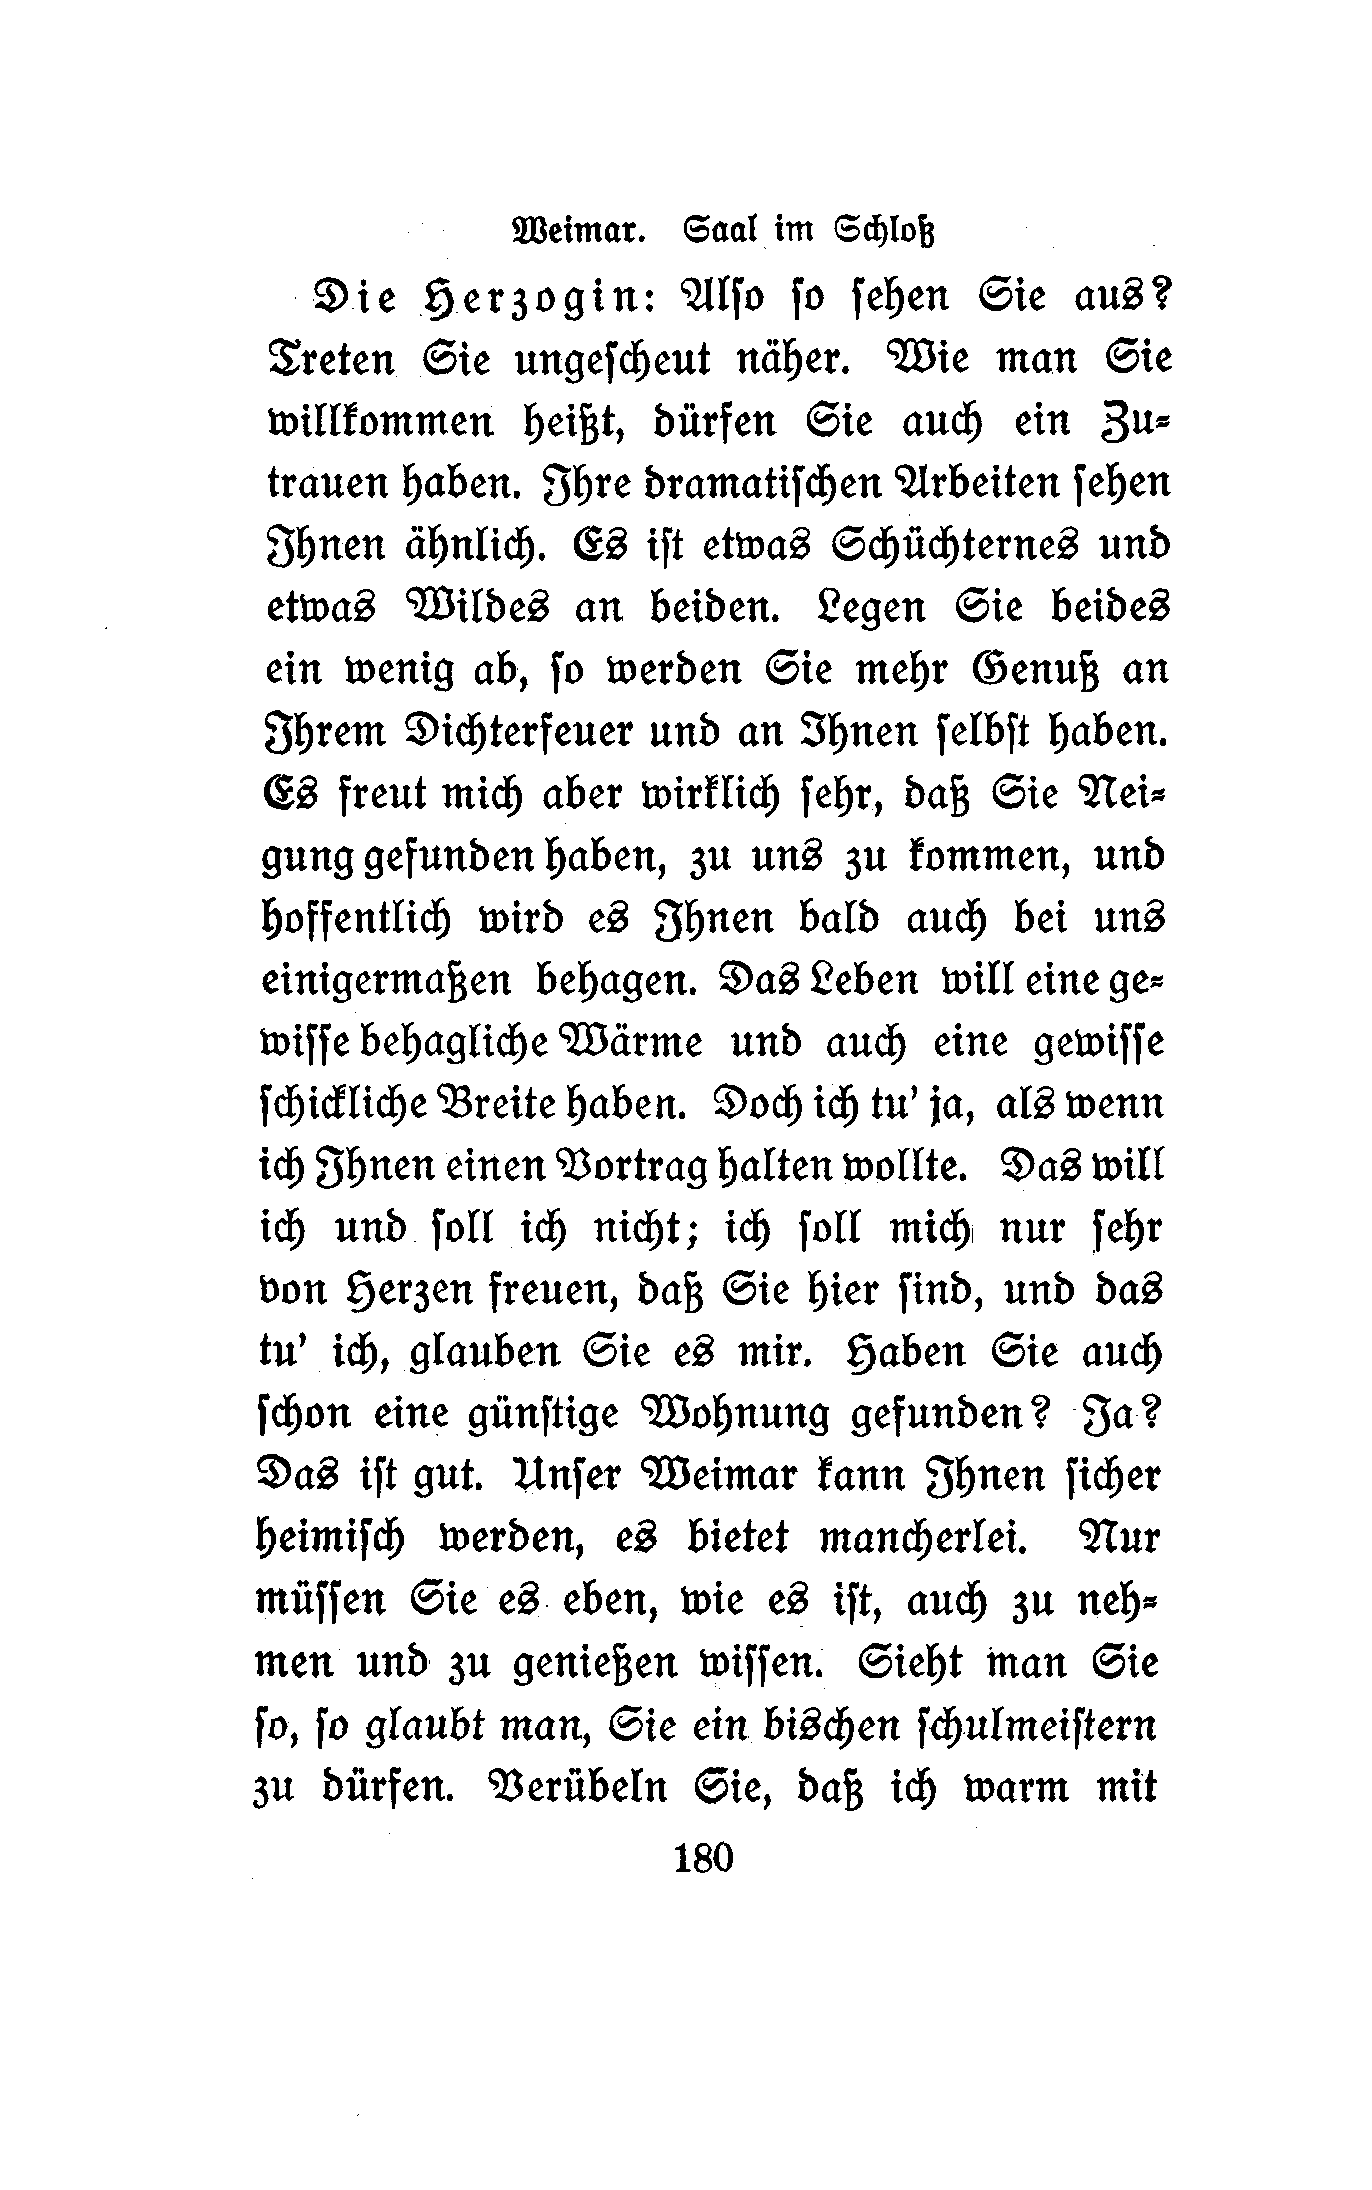 Weimar. Saal im Schloß
Die Herzogin: Also so sehen Sie aus?
Treten Sie ungescheut näher. Wie man Sie
willkommen heißt, dürfen Sie auch ein Zu-
trauen haben. Ihre dramatischen Arbeiten sehen
Ihnen ähnlich. Es ist etwas Schüchternes und
etwas Wildes an beiden. Legen Sie beides
ein wenig ab, so werden Sie mehr Genuß an
Ihrem Dichterfeuer und an Ihnen selbst haben.
Es freut mich aber wirklich sehr, daß Sie Nei-
gung gefunden haben, zu uns zu kommen, und
hoffentlich wird es Ihnen bald auch bei uns
einigermaßen behagen. Das Leben will eine ge-
wisse behagliche Wärme und auch eine gewisse
schickliche Breite haben. Doch ich tu' ja, als wenn
ich Ihnen einen Vortrag halten wollte. Das will
ich und soll ich nicht; ich soll mich nur sehr
von Herzen freuen, daß Sie hier sind, und das
tu' ich, glauben Sie es mir. Haben Sie auch
schon eine günstige Wohnung gefunden? Ja?
Das ist gut. Unser Weimar kann Ihnen sicher
heimisch werden, es bietet mancherlei. Nur
müssen Sie es eben, wie es ist, auch zu neh-
men und zu genießen wissen. Sieht man Sie
so, so glaubt man, Sie ein bischen schulmeistern
zu dürfen. Verübeln Sie, daß ich warm mit
180